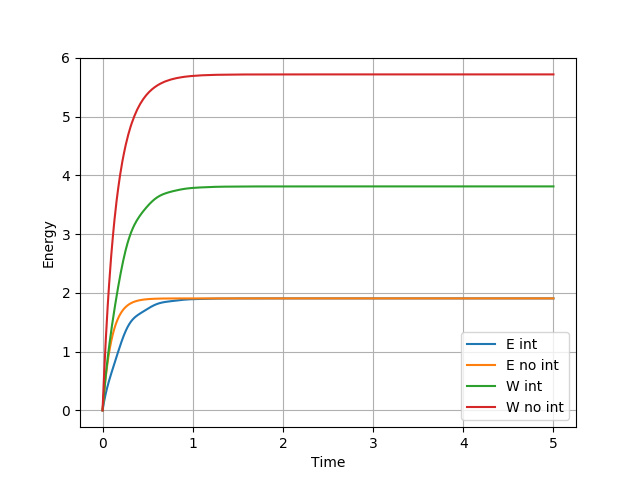 6
5
4
3
2
1
0
Energy
0 1 2 3 4 5
Time
E int
E no int
W int
W no int